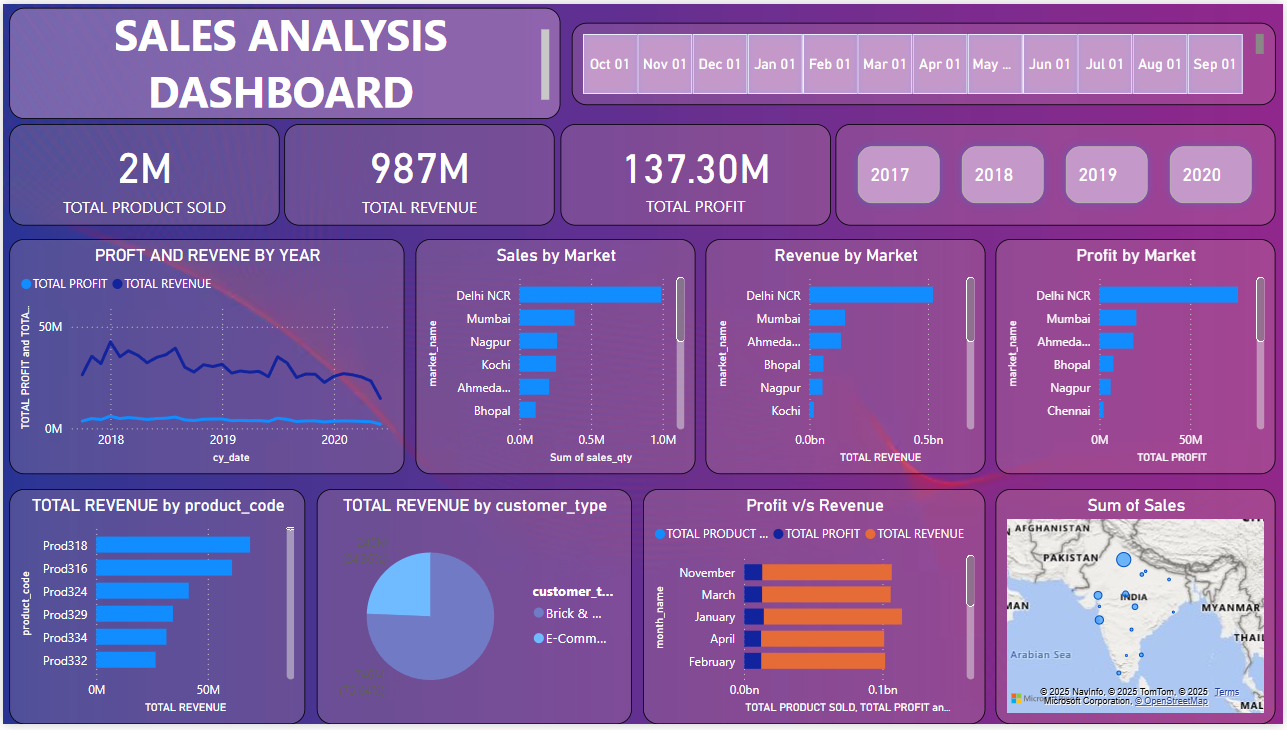 SALES ANALYSIS
DASHBOARD
Oct 01 Nov 01 Dec 01 Jan 01 Feb 01 Mar 01 Apr 01 May ... Jun 01 Jul 01 Aug 01 Sep 01
2M
TOTAL PRODUCT SOLD
987M
TOTAL REVENUE
137.30M
TOTAL PROFIT
2017 2018 2019 2020
PROFT AND REVENE BY YEAR
TOTAL PROFIT TOTAL REVENUE
TOTAL PROFIT and TOTA...
50M
0M
2018 2019 2020
cy_date
Sales by Market
market_name
Delhi NCR
Mumbai
Nagpur
Kochi
Ahmeda...
Bhopal
0.0M 0.5M 1.0M
Sum of sales_qty
Revenue by Market
market_name
Delhi NCR
Mumbai
Ahmeda...
Bhopal
Nagpur
Kochi
0.0bn 0.5bn
TOTAL REVENUE
Profit by Market
market_name
Delhi NCR
Mumbai
Ahmeda...
Bhopal
Nagpur
Chennai
0M 50M
TOTAL PROFIT
TOTAL REVENUE by product_code
product_code
Prod318
Prod316
Prod324
Prod329
Prod334
Prod332
0M 50M
TOTAL REVENUE
TOTAL REVENUE by customer_type
customer_t...
Brick & ...
E-Comm...
Profit v/s Revenue
TOTAL PRODUCT ... TOTAL PROFIT TOTAL REVENUE
month_name
November
March
January
April
February
0.0bn 0.1bn
TOTAL PRODUCT SOLD, TOTAL PROFIT an...
Sum of Sales
AFGHANISTAN
PAKISTAN
INDIA
MYANMAR
THAI
Arabian Sea
© 2025 NavInfo, © 2025 TomTom, © 2025 Terms
Microsoft Corporation, © OpenStreetMap
MAL